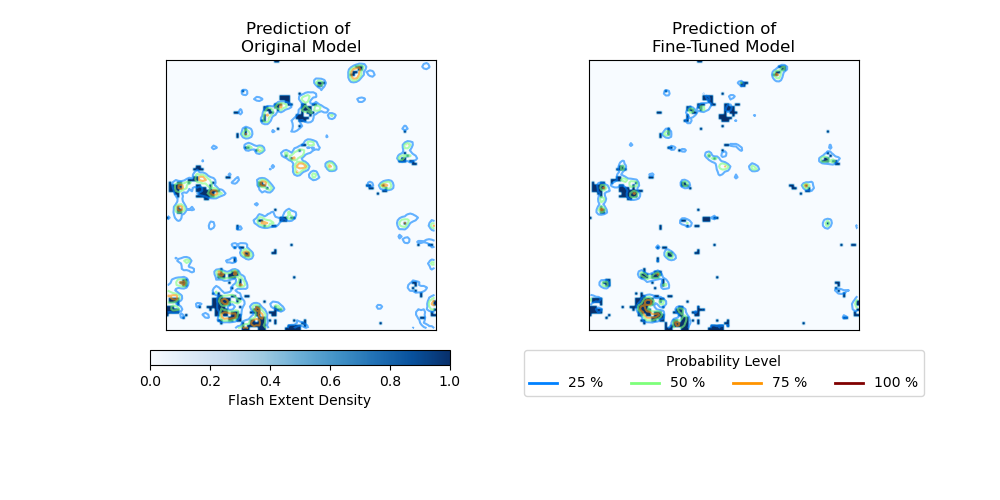 Prediction of
Original Model
Prediction of
Fine-Tuned Model
0.0 0.2 0.4 0.6 0.8 1.0
Flash Extent Density
Probability Level
25 % 50 % 75 % 100 %